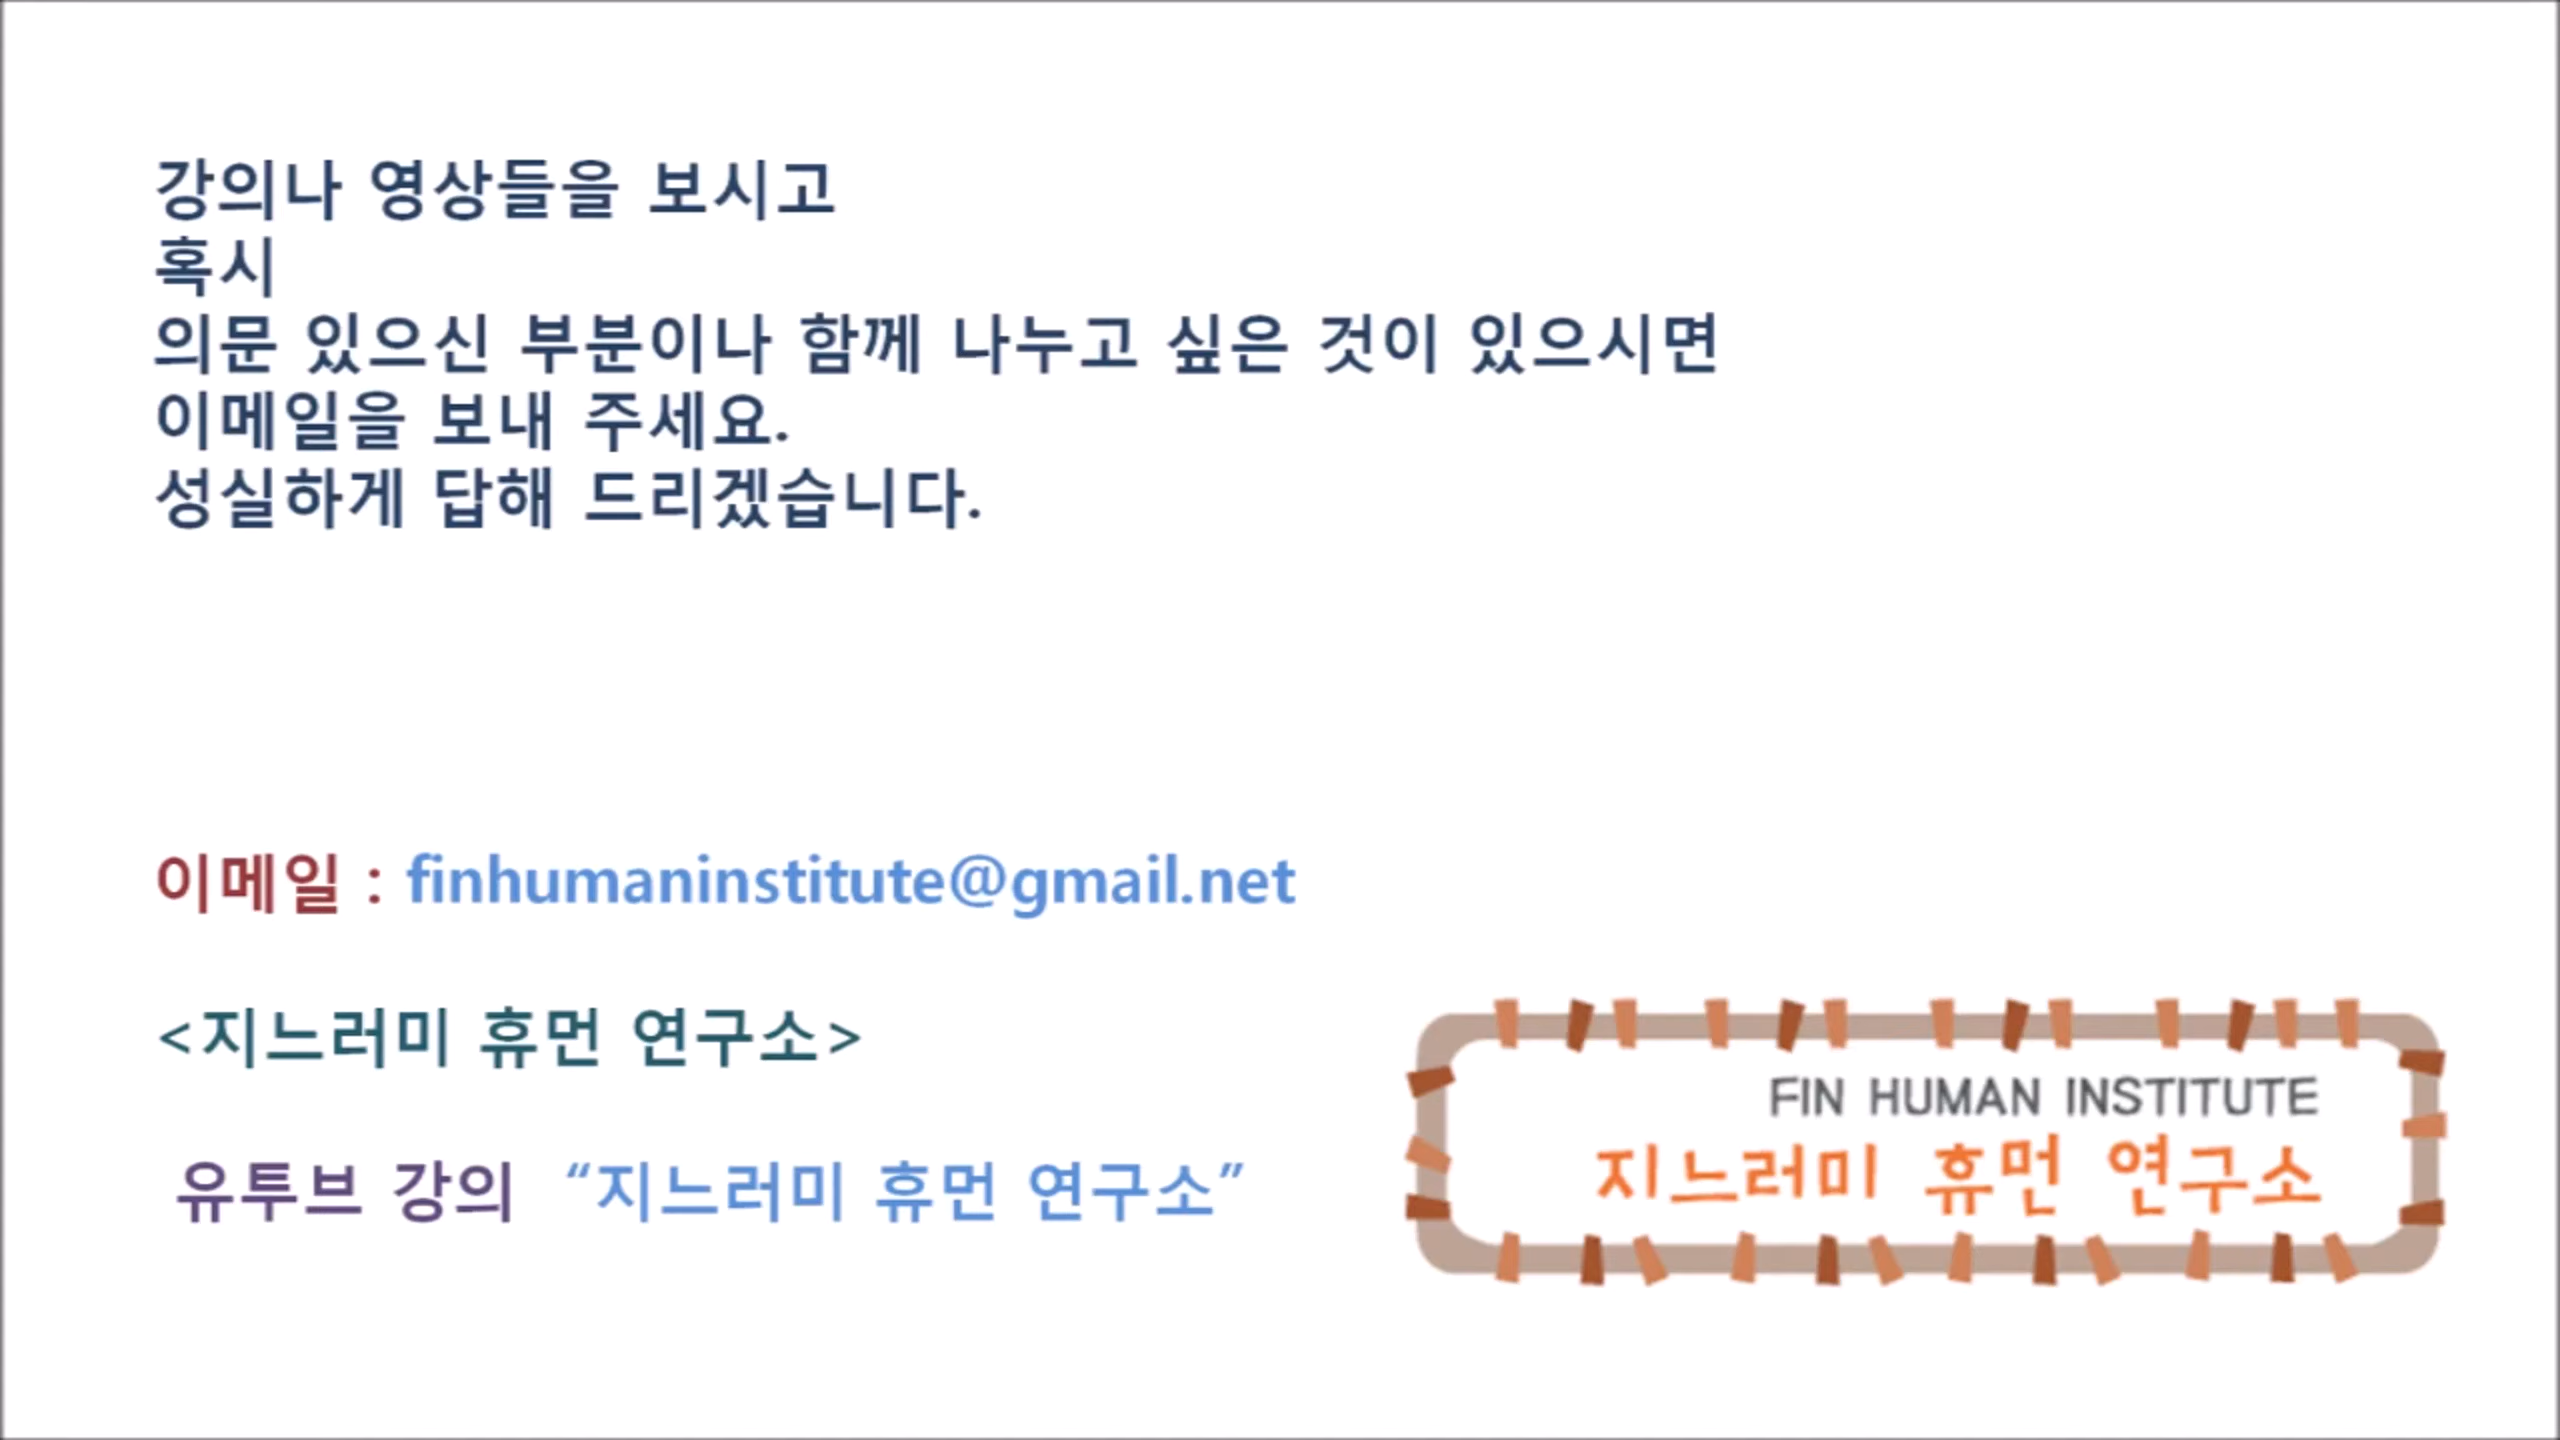 강의나 영상들을 보시고
혹시
의문 있으신 부분이나 함께 나누고 싶은 것이 있으시면
이메일을 보내 주세요.
성실하게 답해 드리겠습니다.
이메일 : finhumaninstitute@gmail.net
<지느러미 휴먼 연구소>
유투브 강의 “지느러미 휴먼 연구소”
FIN HUMAN INSTITUTE
지느러미 휴먼 연구소